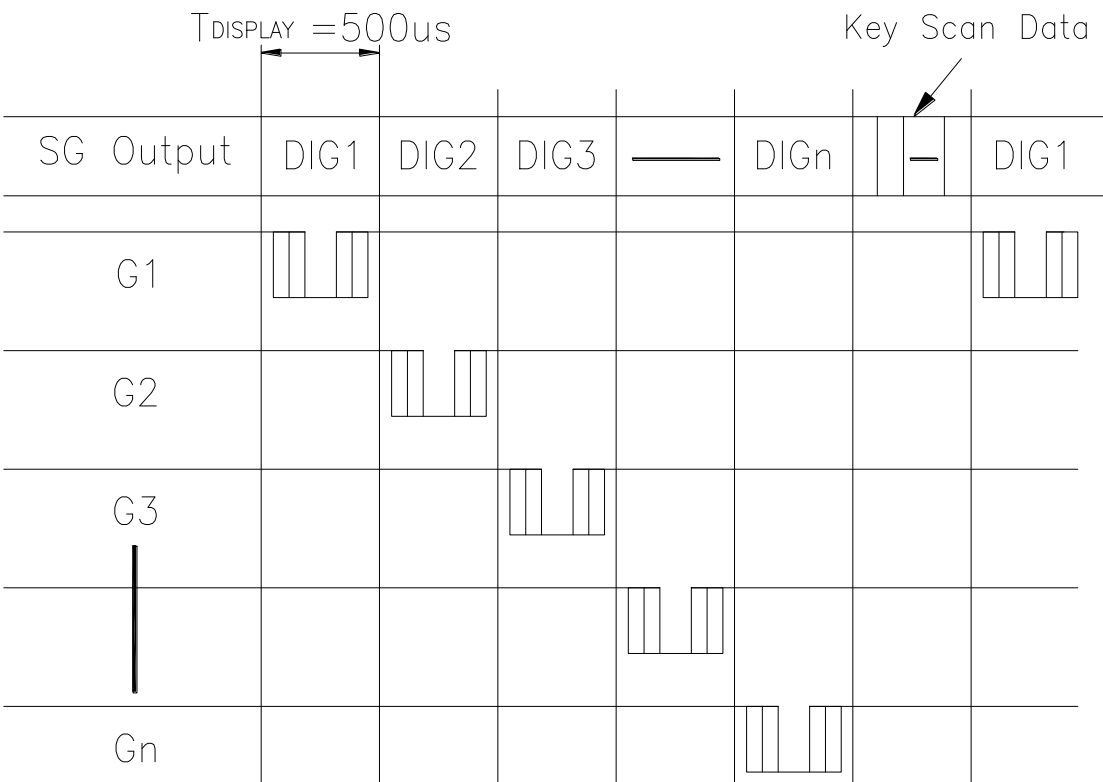 TDISPLAY =500us
Key Scan Data
SG Output DIG1 DIG2 DIG3 DIGn DIG1
G1
G2
G3
Gn